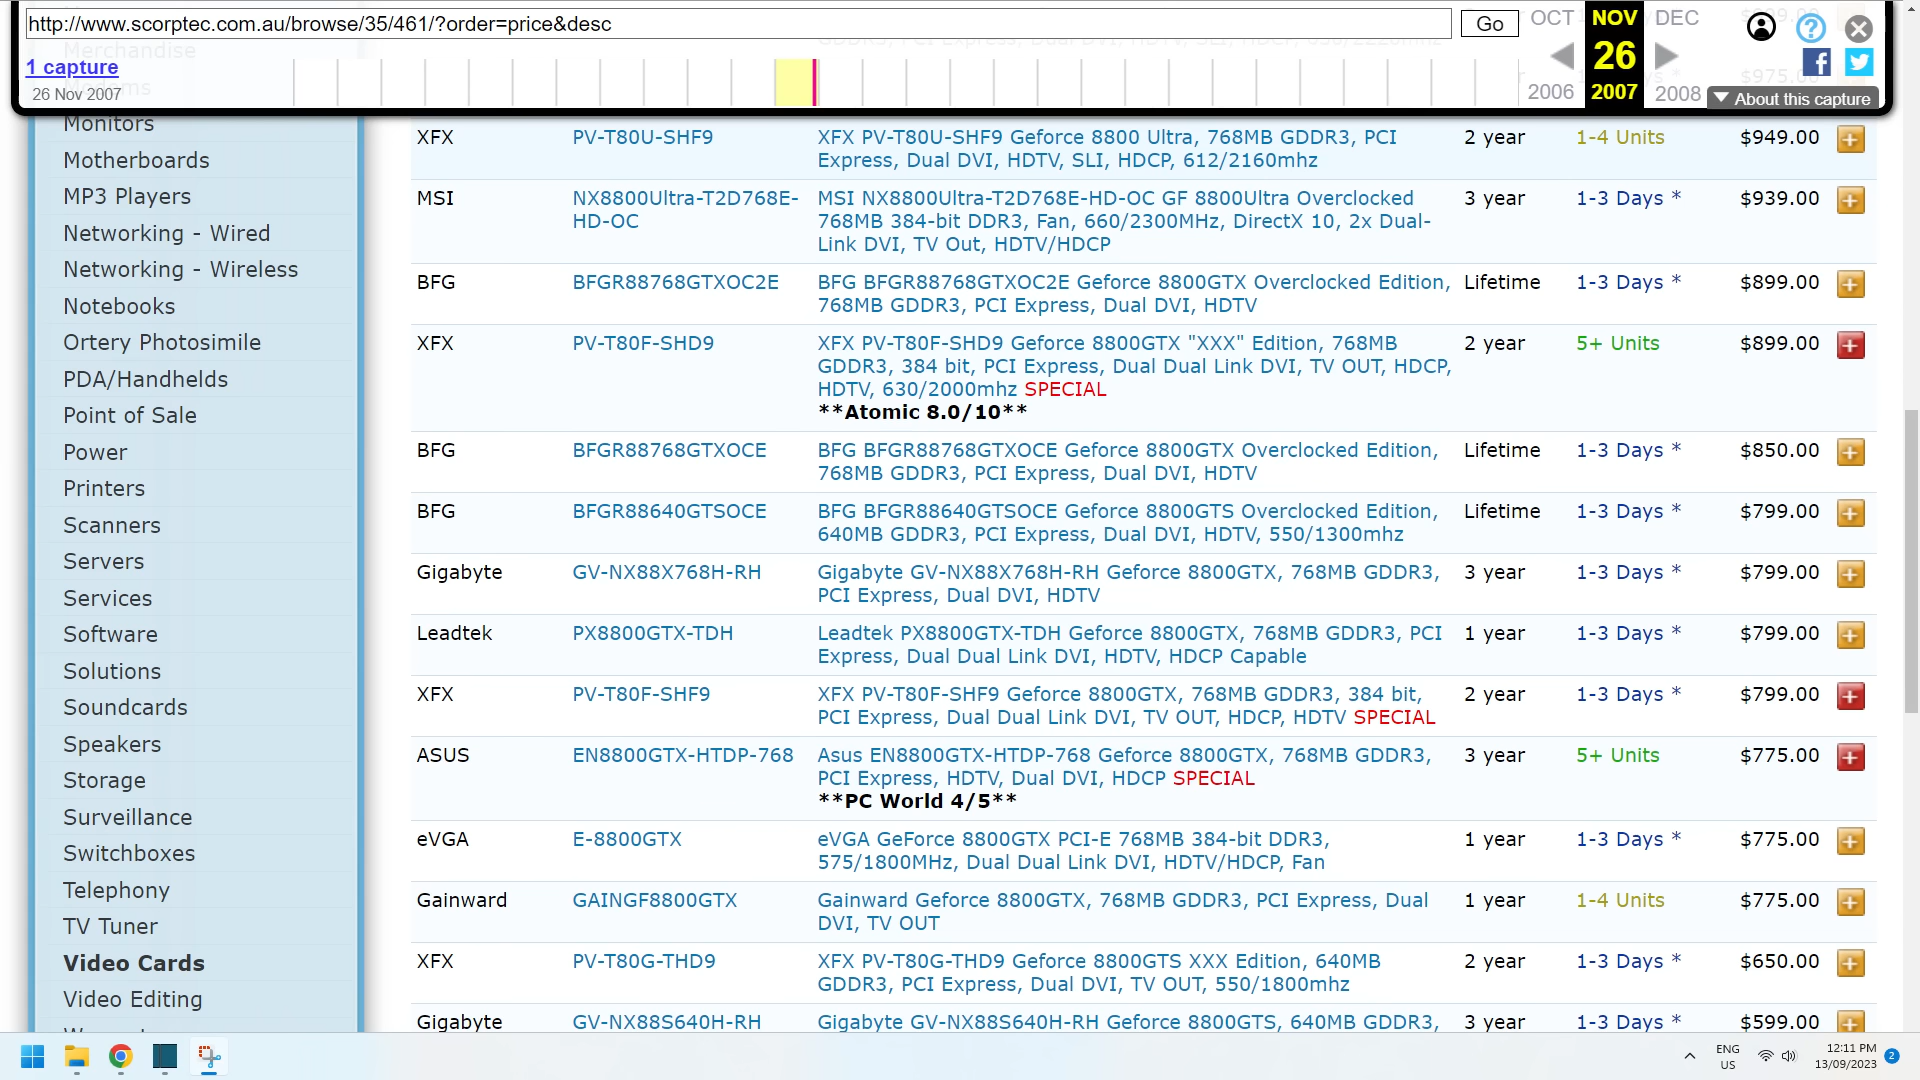 http://www.scorptec.com.au/browse/35/461/?order=price&desc
Go
OCT
NOV
DEC
Merchandise
1 capture
26
$975.00
26 Nov 2007
2006
2007
2008
About this capture
Monitors
Motherboards
MP3 Players
Networking - Wired
Networking - Wireless
Notebooks
Ortery Photosimile
PDA/Handhelds
Point of Sale
Power
Printers
Scanners
Servers
Services
Software
Solutions
Soundcards
Speakers
Storage
Surveillance
Switchboxes
Telephony
TV Tuner
Video Cards
Video Editing
XFX PV-T80U-SHF9 XFX PV-T80U-SHF9 Geforce 8800 Ultra, 768MB GDDR3, PCI 2 year 1-4 Units $949.00
Express, Dual DVI, HDTV, SLI, HDCP, 612/2160mhz
MSI NX8800Ultra-T2D768E- MSI NX8800Ultra-T2D768E-HD-OC GF 8800Ultra Overclocked 3 year 1-3 Days * $939.00
HD-OC 768MB 384-bit DDR3, Fan, 660/2300MHz, DirectX 10, 2x Dual-
Link DVI, TV Out, HDTV/HDCP
BFG BFGR88768GTXOC2E BFG BFGR88768GTXOC2E Geforce 8800GTX Overclocked Edition, Lifetime 1-3 Days * $899.00
768MB GDDR3, PCI Express, Dual DVI, HDTV
XFX PV-T80F-SHD9 XFX PV-T80F-SHD9 Geforce 8800GTX "XXX" Edition, 768MB 2 year 5+ Units $899.00
GDDR3, 384 bit, PCI Express, Dual Dual Link DVI, TV OUT, HDCP,
HDTV, 630/2000mhz SPECIAL
**Atomic 8.0/10**
BFG BFGR88768GTXOCE BFG BFGR88768GTXOCE Geforce 8800GTX Overclocked Edition, Lifetime 1-3 Days * $850.00
768MB GDDR3, PCI Express, Dual DVI, HDTV
BFG BFGR88640GTSOCE BFG BFGR88640GTSOCE Geforce 8800GTS Overclocked Edition, Lifetime 1-3 Days * $799.00
640MB GDDR3, PCI Express, Dual DVI, HDTV, 550/1300mhz
Gigabyte GV-NX88X768H-RH Gigabyte GV-NX88X768H-RH Geforce 8800GTX, 768MB GDDR3, 3 year 1-3 Days * $799.00
PCI Express, Dual DVI, HDTV
Leadtek PX8800GTX-TDH Leadtek PX8800GTX-TDH Geforce 8800GTX, 768MB GDDR3, PCI 1 year 1-3 Days * $799.00
Express, Dual Dual Link DVI, HDTV, HDCP Capable
XFX PV-T80F-SHF9 XFX PV-T80F-SHF9 Geforce 8800GTX, 768MB GDDR3, 384 bit, 2 year 1-3 Days * $799.00
PCI Express, Dual Dual Link DVI, TV OUT, HDCP, HDTV SPECIAL
ASUS EN8800GTX-HTDP-768 Asus EN8800GTX-HTDP-768 Geforce 8800GTX, 768MB GDDR3, 3 year 5+ Units $775.00
PCI Express, HDTV, Dual DVI, HDCP SPECIAL
**PC World 4/5**
eVGA E-8800GTX eVGA GeForce 8800GTX PCI-E 768MB 384-bit DDR3, 1 year 1-3 Days * $775.00
575/1800MHz, Dual Dual Link DVI, HDTV/HDCP, Fan
Gainward GAINGF8800GTX Gainward Geforce 8800GTX, 768MB GDDR3, PCI Express, Dual 1 year 1-4 Units $775.00
DVI, TV OUT
XFX PV-T80G-THD9 XFX PV-T80G-THD9 Geforce 8800GTS XXX Edition, 640MB 2 year 1-3 Days * $650.00
GDDR3, PCI Express, Dual DVI, TV OUT, 550/1800mhz
Gigabyte GV-NX88S640H-RH Gigabyte GV-NX88S640H-RH Geforce 8800GTS, 640MB GDDR3, 3 year 1-3 Days * $599.00
ENG
US
12:11 PM
13/09/2023
2